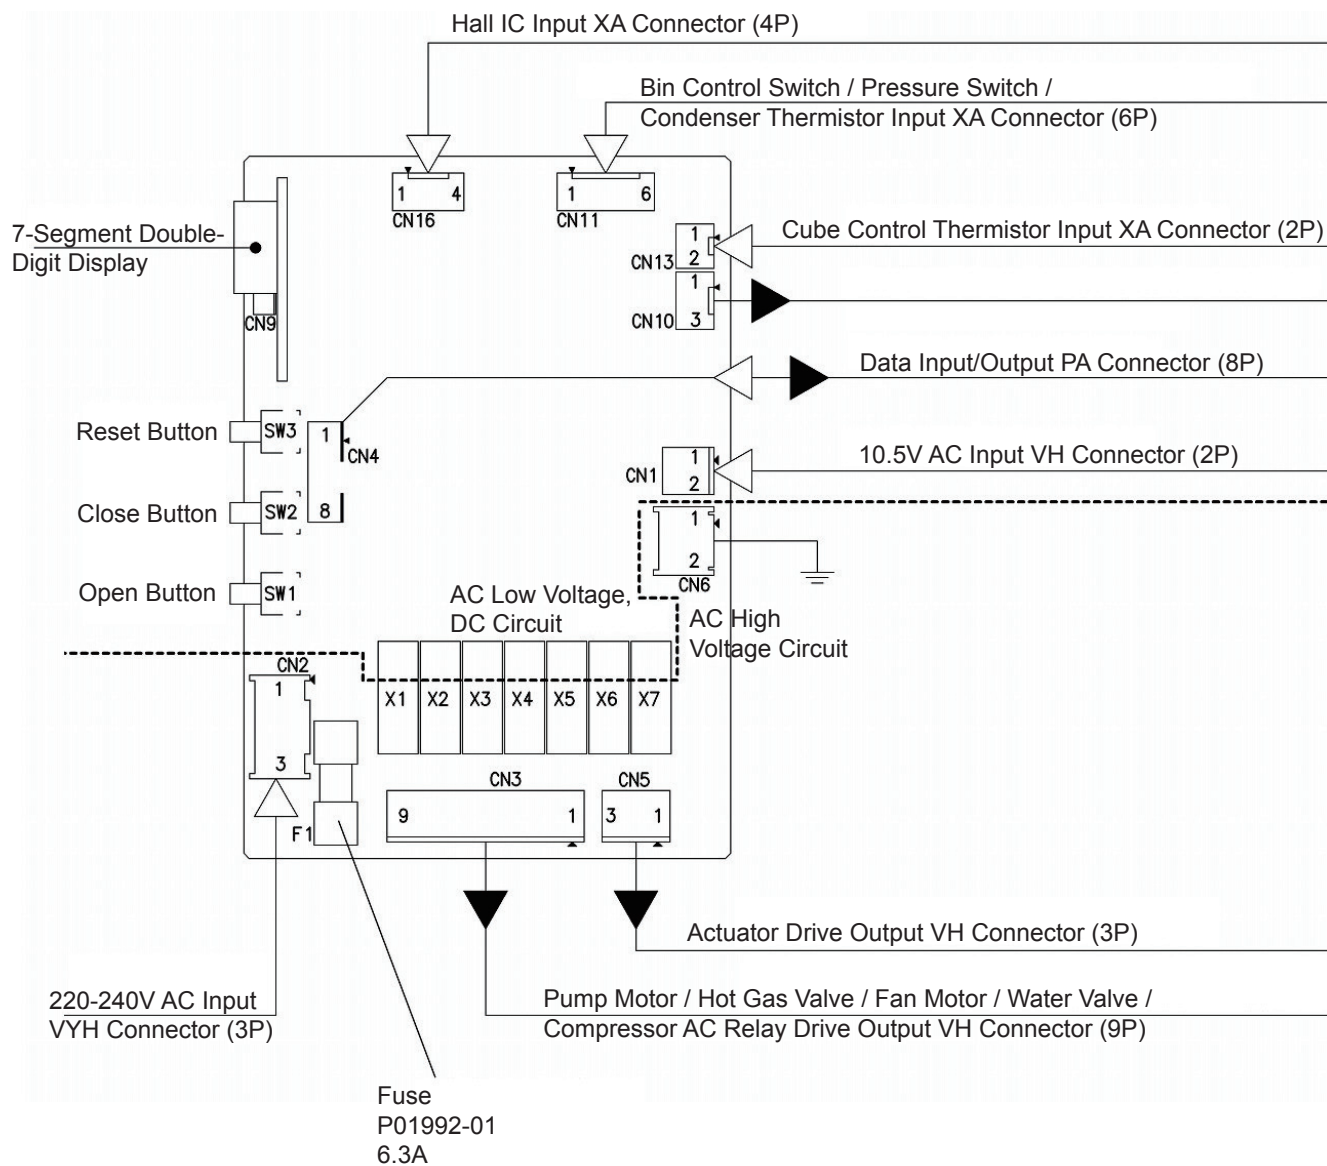 Hall IC Input XA Connector (4P)
Bin Control Switch / Pressure Switch /
Condenser Thermistor Input XA Connector (6P)
1 4
CN16
1 6
CN11
7-Segment Double-
Digit Display
CN9
1
2
CN13
Cube Control Thermistor Input XA Connector (2P)
1
3
CN10
Data Input/Output PA Connector (8P)
Reset Button
SW3
1
CN4
8
Close Button
SW2
10.5V AC Input VH Connector (2P)
1
2
CN1
1
2
CN6
Open Button
SW1
AC Low Voltage,
DC Circuit
AC High
Voltage Circuit
CN2
1
3
X1 X2 X3 X4 X5 X6 X7
F1
CN3
9 1
CN5
3 1
Actuator Drive Output VH Connector (3P)
220-240V AC Input
VYH Connector (3P)
Pump Motor / Hot Gas Valve / Fan Motor / Water Valve /
Compressor AC Relay Drive Output VH Connector (9P)
Fuse
P01992-01
6.3A